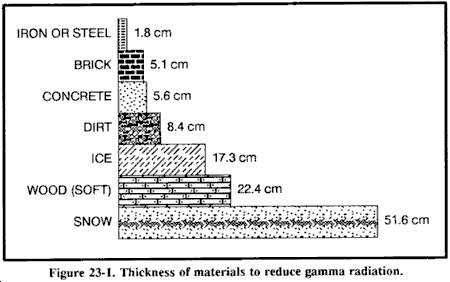 IRON OR STEEL 1.8 cm
BRICK 5.1 cm
CONCRETE 5.6 cm
DIRT 8.4 cm
ICE 17.3 cm
WOOD (SOFT) 22.4 cm
SNOW 51.6 cm
Figure 23-1. Thickness of materials to reduce gamma radiation.